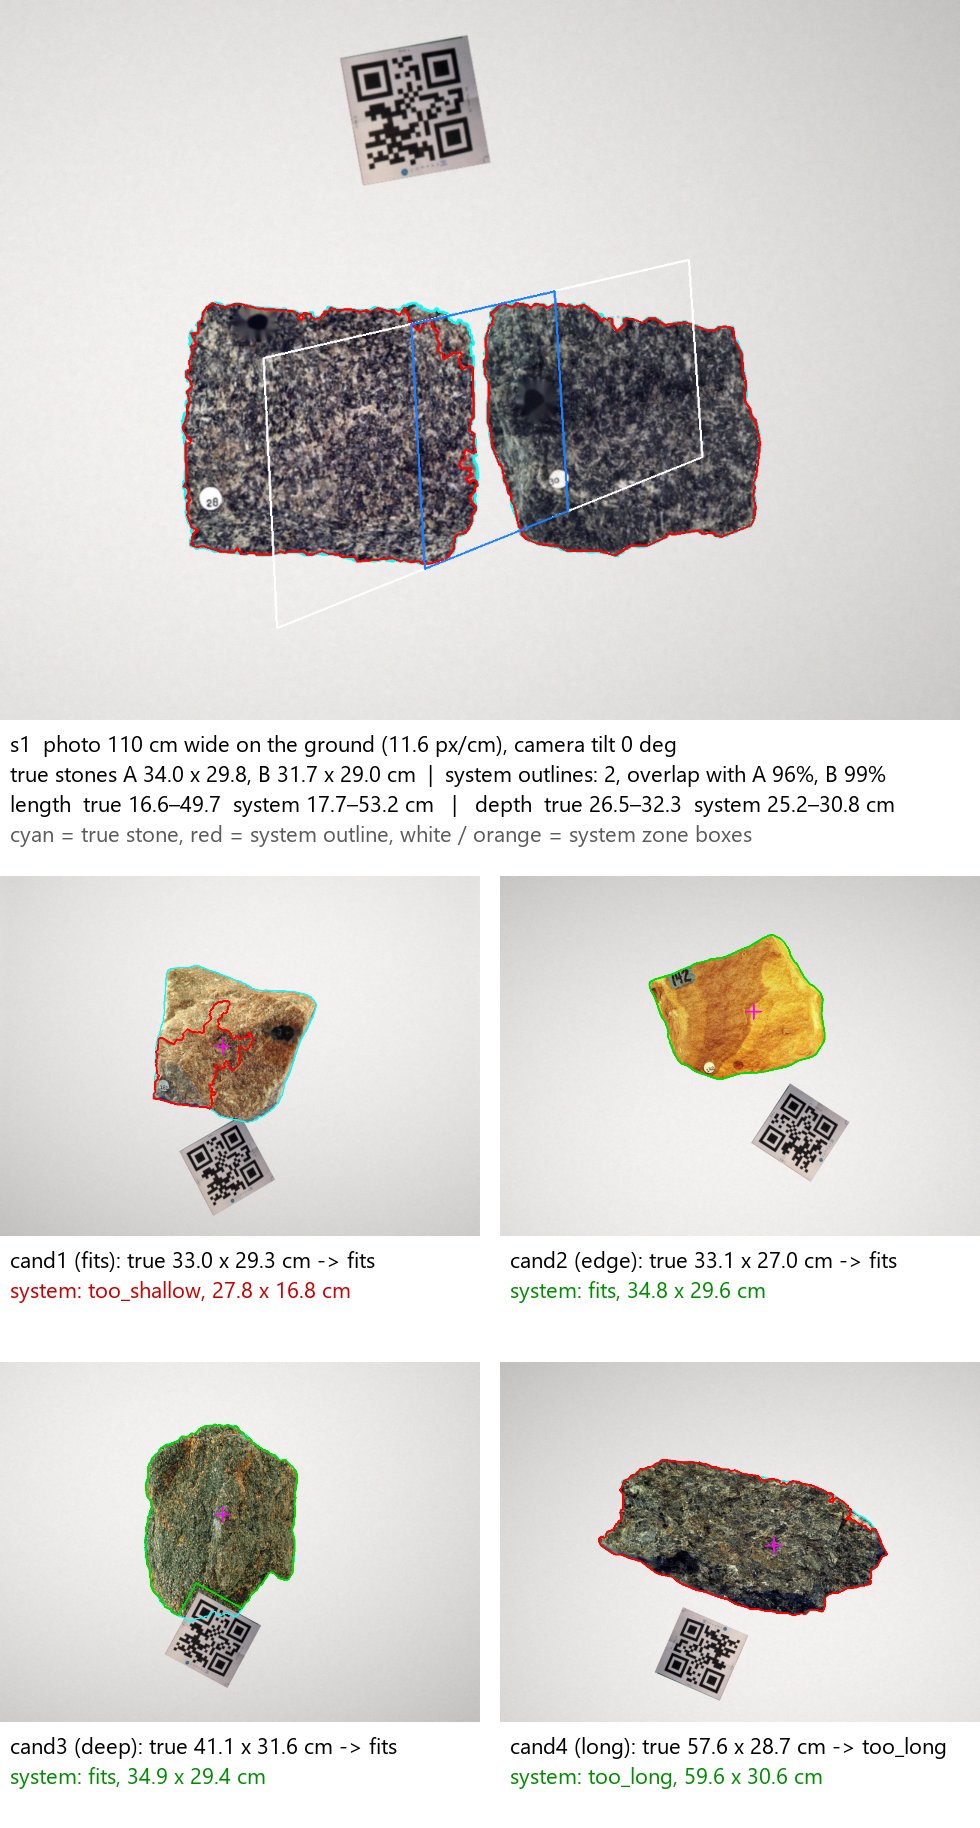 28
s1 photo 110 cm wide on the ground (11.6 px/cm), camera tilt 0 deg
true stones A 34.0 x 29.8, B 31.7 x 29.0 cm | system outlines: 2, overlap with A 96%, B 99%
length true 16.6–49.7 system 17.7–53.2 cm | depth true 26.5–32.3 system 25.2–30.8 cm
cyan = true stone, red = system outline, white / orange = system zone boxes
142
cand1 (fits): true 33.0 x 29.3 cm -> fits
system: too_shallow, 27.8 x 16.8 cm
cand2 (edge): true 33.1 x 27.0 cm -> fits
system: fits, 34.8 x 29.6 cm
cand3 (deep): true 41.1 x 31.6 cm -> fits
system: fits, 34.9 x 29.4 cm
cand4 (long): true 57.6 x 28.7 cm -> too_long
system: too_long, 59.6 x 30.6 cm